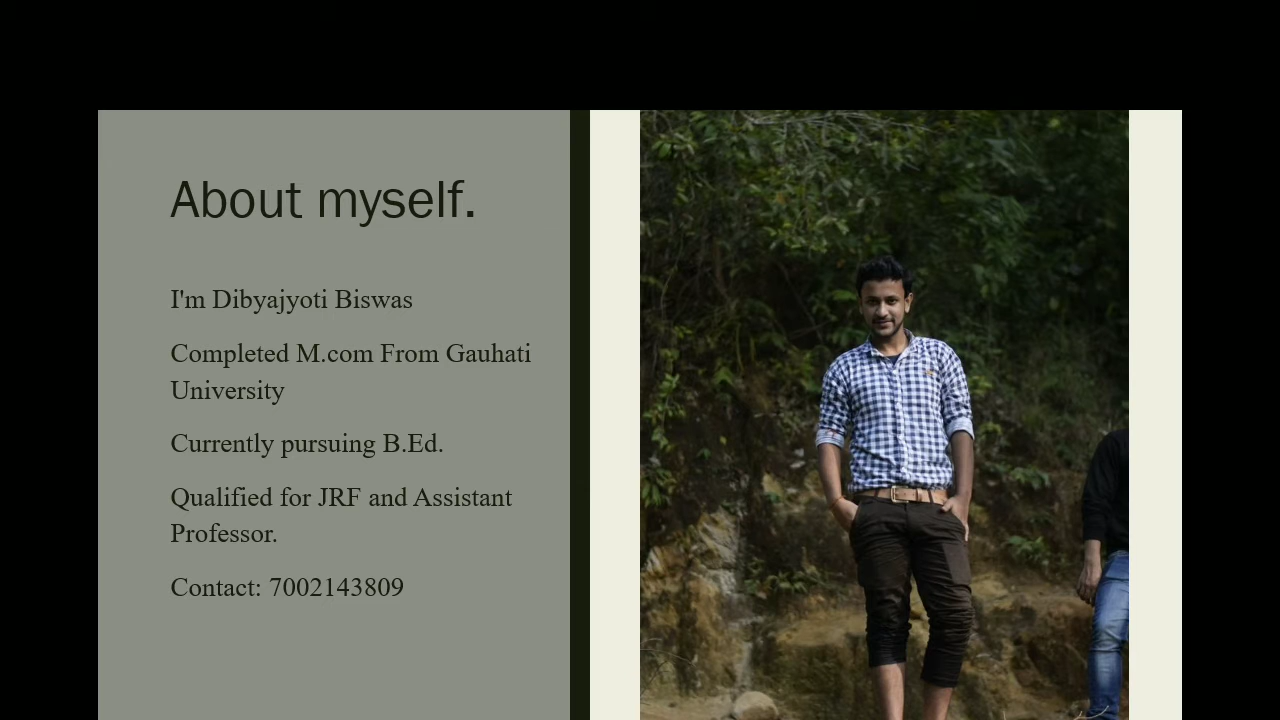 About myself.
I'm Dibyajyoti Biswas
Completed M.com From Gauhati
University
Currently pursuing B.Ed.
Qualified for JRF and Assistant
Professor.
Contact: 7002143809